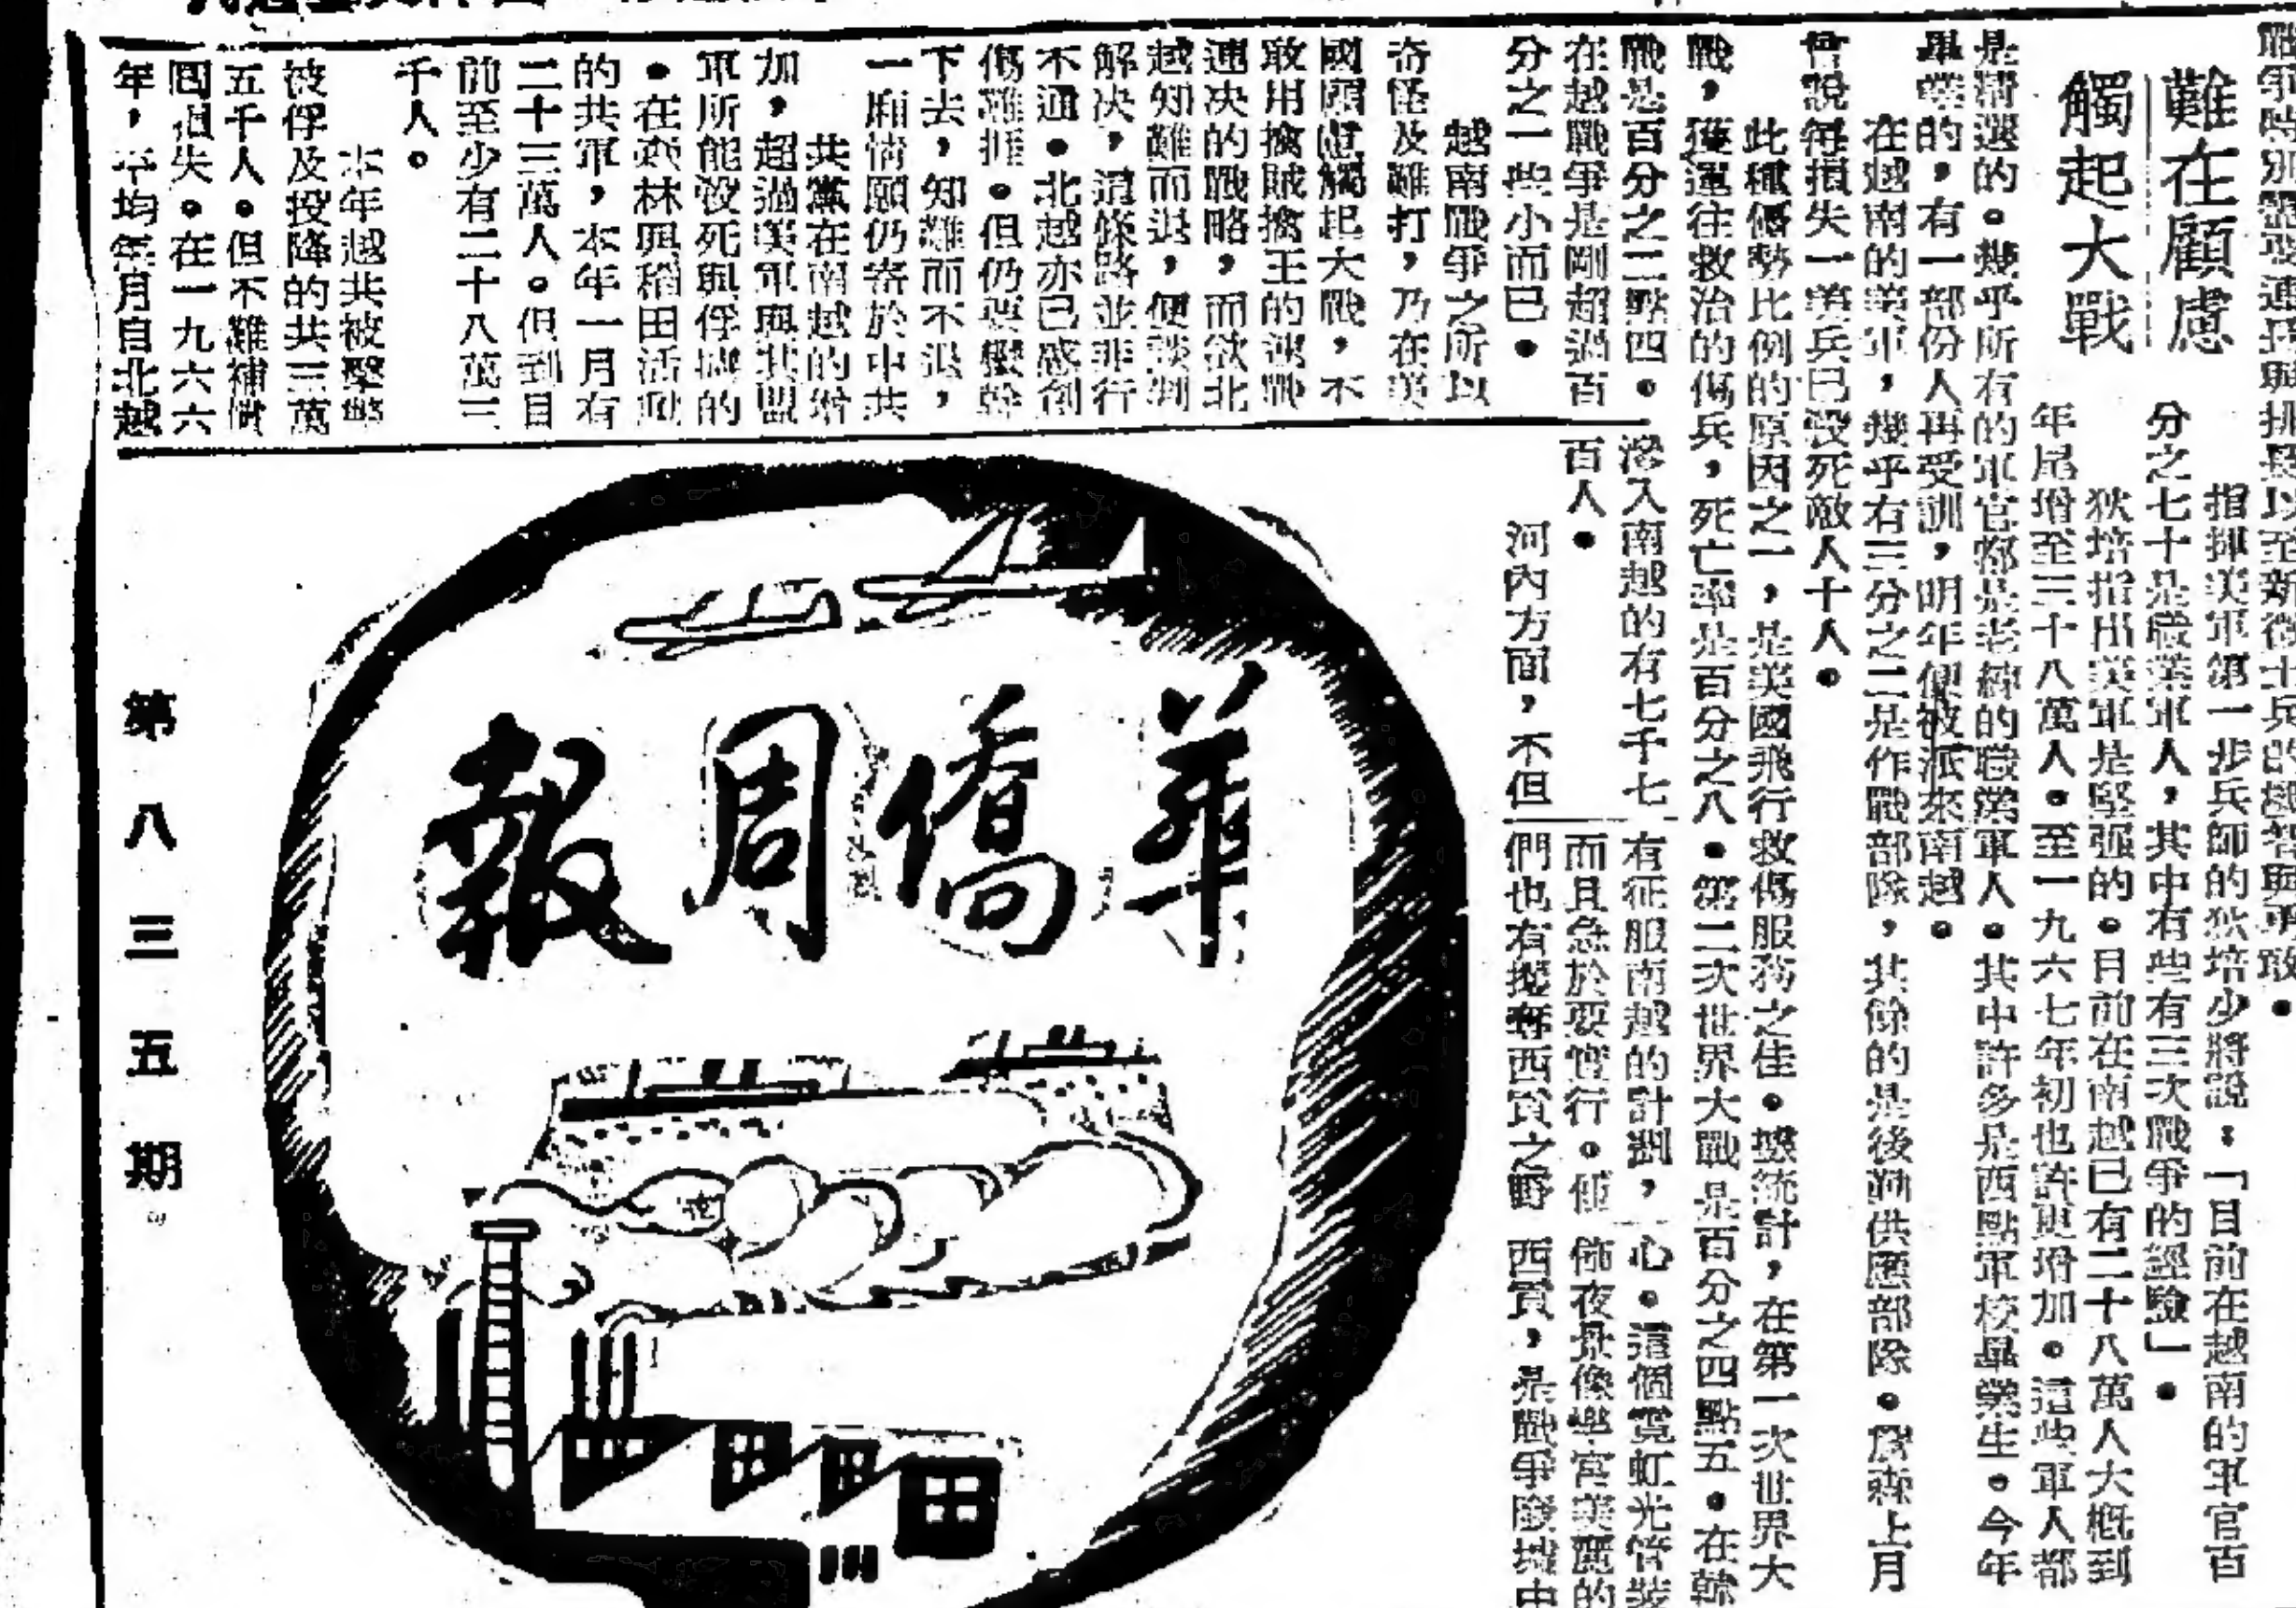 難在顧慮
觸起大戰
指揮美軍第一步兵師的狄培少將說：「目前在越南的軍官百
分之七十是職業軍人，其中有些有三次戰爭的經驗」。
狄培指出美軍是堅强的。目前在南越已有二十八萬人大概到
年尾增至三十八萬人。至一九六七年初也許更增加。這些軍人都
是精選的。幾乎所有的軍官都是老練的職業軍人。其中許多是西點軍校畢業生。今年
畢業的，有一部份人再受訓，明年便被派來南越。
在越南的美軍，幾乎有三分之二是作戰部隊，其餘的是後勤供應部隊。詹森上月
曾說每損失一美兵已殺死敵人十人。
此種優勢比例的原因之一，是美國飛行救傷服務之佳。據統計，在第一次世界大
戰，獲運往救治的傷兵，死亡率是百分之八。第二次世界大戰是百分之四點五。在韓
戰是百分之二點四。
在越戰爭是剛超過百
分之一些小而已。
越南戰爭之所以
奇怪及難打，乃在美
國顧慮觸起大戰，不
敢用擒賊擒王的速戰
速決的戰略，而欲北
越知難而退，便談判
解决，這條路並非行
不通。北越亦已感創
傷難捱。但仍要蠻幹
下去，知難而不退，
一廂情願仍寄於中共
共黨在南越的增
加，超過美軍與其盟
軍所能殺死與俘擄的
。在森林與稻田活動
的共軍，本年一月有
二十三萬人。但到目
前至少有二十八萬三
千人。
本年越共被擊斃
被俘及投降的共三萬
五千人。但不難補償
回損失。在一九六六
年，平均每月自北越
滲入南越的有七千七
百人。
河內方面，不但
有征服南越的計劃，
而且急於要實行。
們也有攫奪西貢之野
心。這個霓虹光管裝
飾夜景像樂宮美麗的
西貢，是戰爭廢墟中
華僑周報
第八三五期